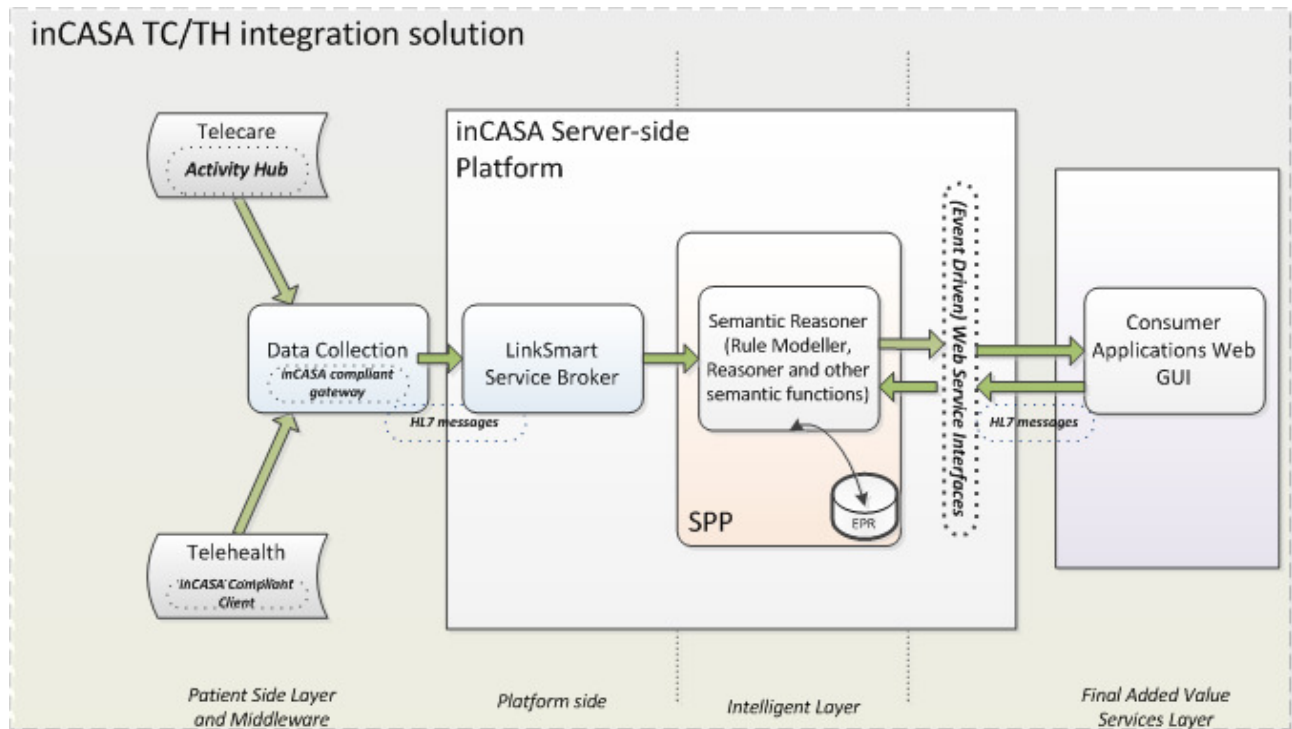 inCASA TC/TH integration solution
Telecare
Activity Hub
inCASA Server-side
Platform
(Event Driven) Web Service Interfaces
Data Collection
inCASA compliant
gateway
HL7 messages
LinkSmart
Service Broker
Semantic Reasoner
(Rule Modeller,
Reasoner and other
semantic functions)
EPR
SPP
Consumer
Applications Web
GUI
HL7 messages
Telehealth
inCASA Compliant
Client
Patient Side Layer
and Middleware
Platform side
Intelligent Layer
Final Added Value
Services Layer